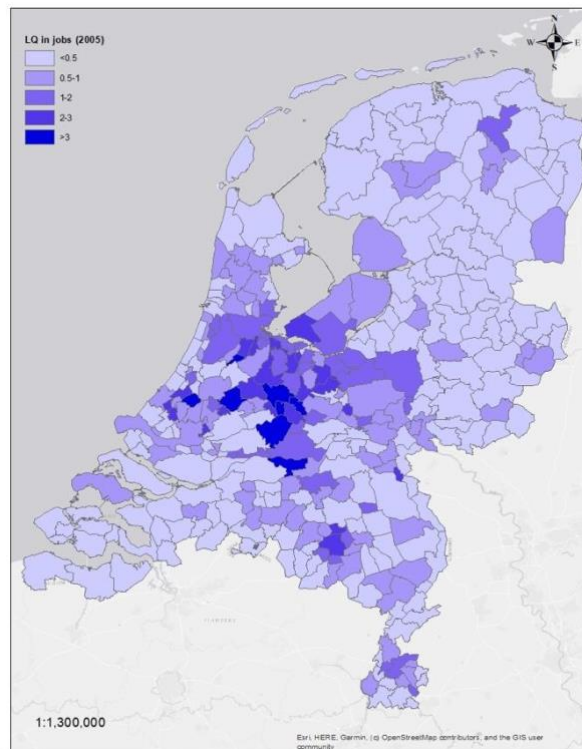 LQ in jobs (2005)
<0.5
0.5-1
1-2
2-3
>3
N
W E
S
1:1,300,000
Esri, HERE, Garmin, (c) OpenStreetMap contributors, and the GIS user
community